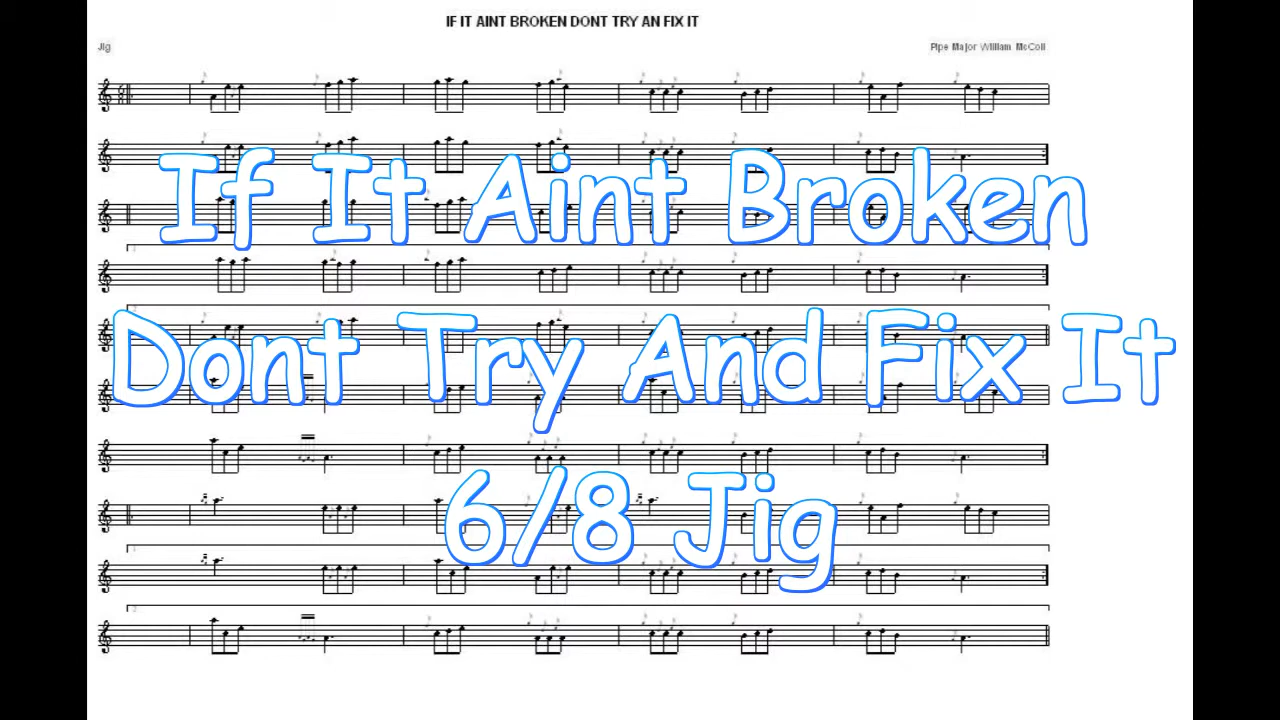 IF IT AINT BROKEN DONT TRY AN FIX IT
Jig
Pipe Major William McColl
If It Aint Broken
Dont Try And Fix It
6/8 Jig